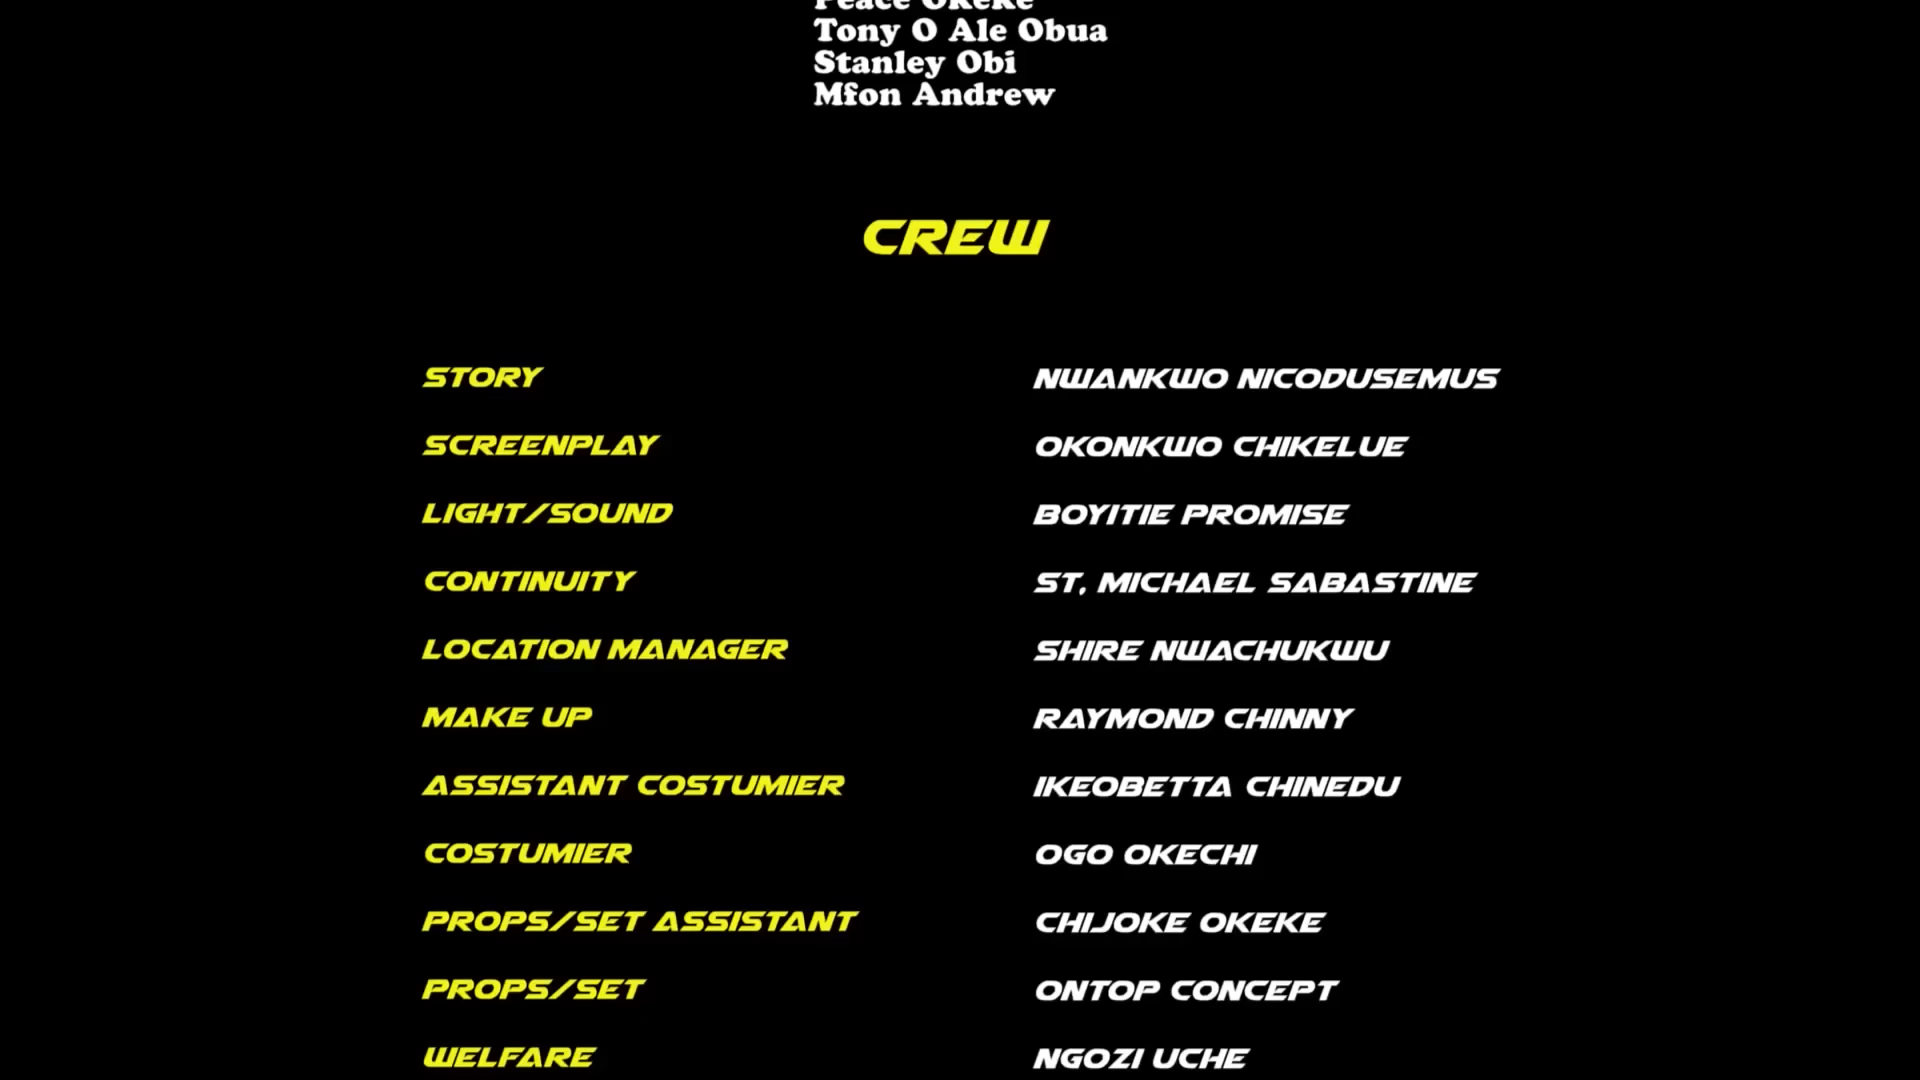 Peace Okeke
Tony O Ale Obua
Stanley Obi
Mfon Andrew
CREW
STORY NWANKWO NICODUSEMUS
SCREENPLAY OKONKWO CHIKELUE
LIGHT/SOUND BOYITIE PROMISE
CONTINUITY ST, MICHAEL SABASTINE
LOCATION MANAGER SHIRE NWACHUKWU
MAKE UP RAYMOND CHINNY
ASSISTANT COSTUMIER IKEOBETTA CHINEDU
COSTUMIER OGO OKECHI
PROPS/SET ASSISTANT CHIJOKE OKEKE
PROPS/SET ONTOP CONCEPT
WELFARE NGOZI UCHE